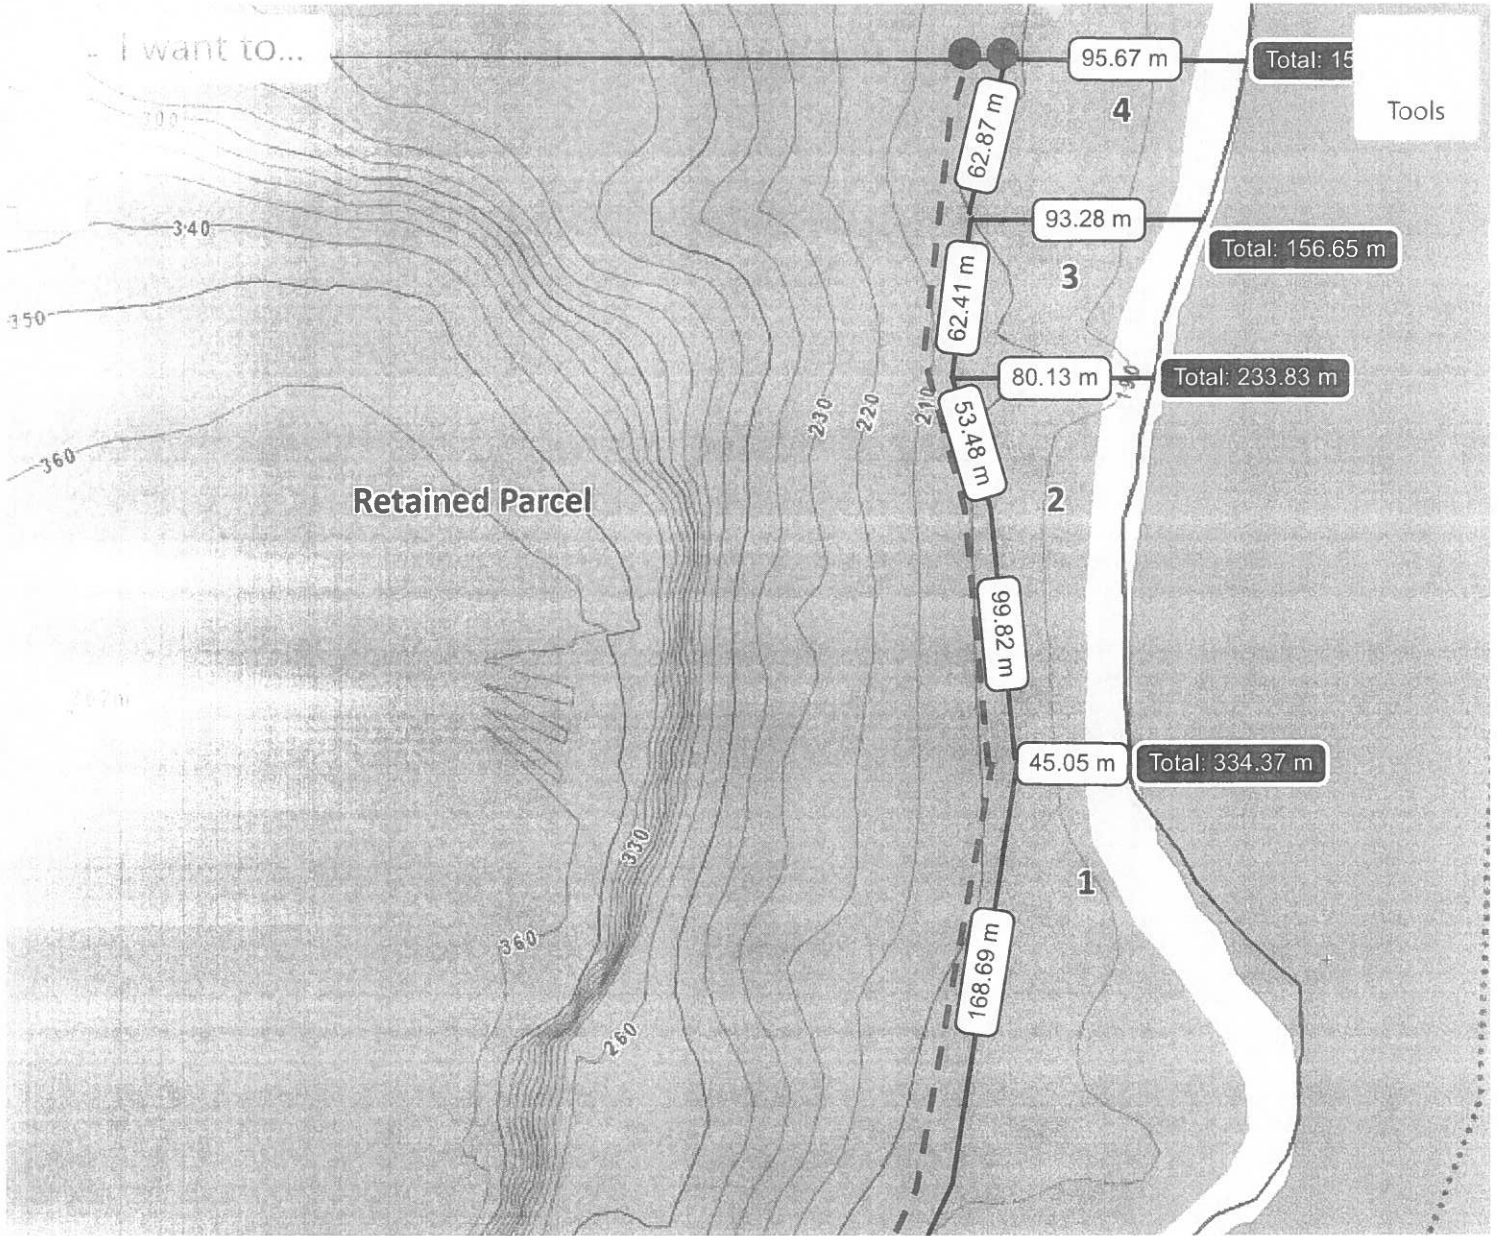 I want to...
95.67 m
Total: 15
Tools
4
62.87 m
300
340
93.28 m
Total: 156.65 m
3
62.41 m
350
80.13 m
190
Total: 233.83 m
230
220
210
53.48 m
360
Retained Parcel
2
99.82 m
45.05 m
Total: 334.37 m
330
1
360
168.69 m
260